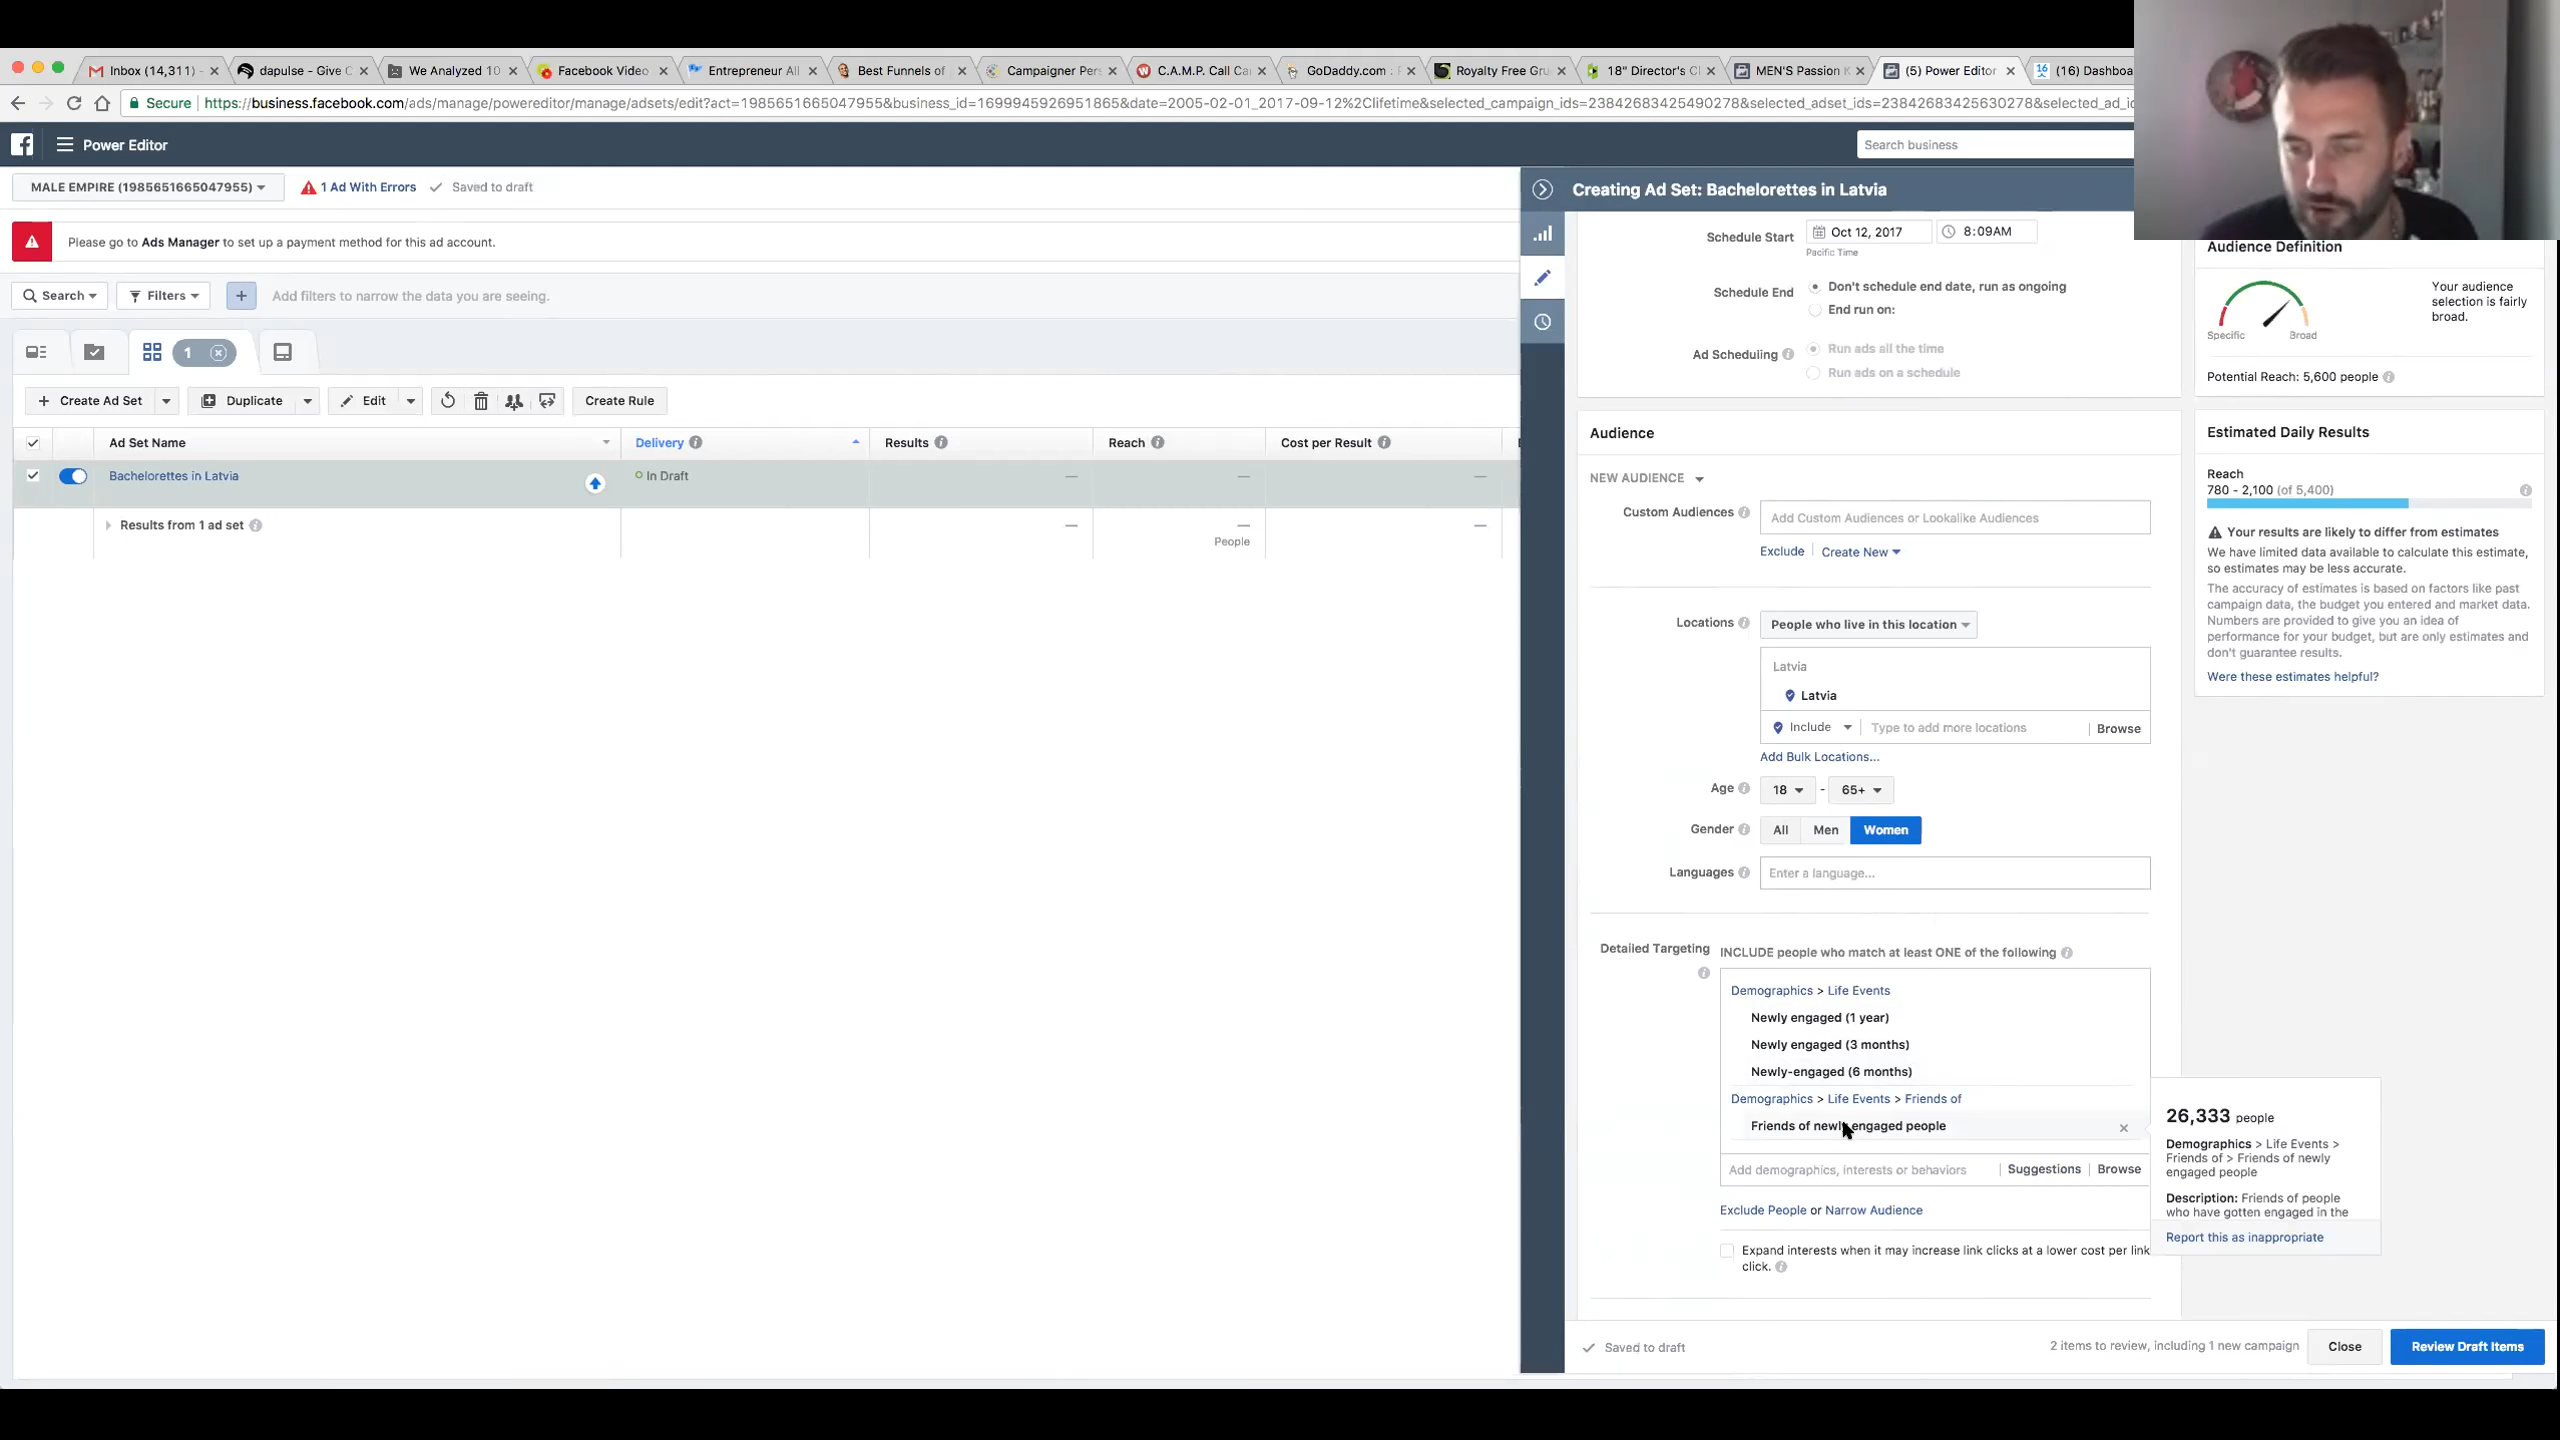 Inbox (14,311) -
dapulse - Give C
We Analyzed 10
Facebook Video
Entrepreneur All
Best Funnels of
Campaigner Pers
C.A.M.P. Call Ca
GoDaddy.com :
Royalty Free Gru
18" Director's Cl
MEN'S Passion K
(5) Power Editor
16
(16) Dashboa
Secure
https://business.facebook.com/ads/manage/powereditor/manage/adsets/edit?act=1985651665047955&business_id=1699945926951865&date=2005-02-01_2017-09-12%2Clifetime&selected_campaign_ids=23842683425490278&selected_adset_ids=23842683425630278&selected_ad_id
Power Editor
Search business
MALE EMPIRE (1985651665047955)
1 Ad With Errors
Saved to draft
Please go to Ads Manager to set up a payment method for this ad account.
Search
Filters
+
Add filters to narrow the data you are seeing.
1
+ Create Ad Set
Duplicate
Edit
Create Rule
Ad Set Name
Delivery
Results
Reach
Cost per Result
Bachelorettes in Latvia
In Draft
—
—
—
Results from 1 ad set
—
—
—
People
Creating Ad Set: Bachelorettes in Latvia
Schedule Start
Oct 12, 2017
8:09AM
Pacific Time
Schedule End
Don't schedule end date, run as ongoing
End run on:
Ad Scheduling
Run ads all the time
Run ads on a schedule
Audience
NEW AUDIENCE
Custom Audiences
Add Custom Audiences or Lookalike Audiences
Exclude
Create New
Locations
People who live in this location
Latvia
Latvia
Include
Type to add more locations
Browse
Add Bulk Locations...
Age
18
-
65+
Gender
All
Men
Women
Languages
Enter a language...
Detailed Targeting
INCLUDE people who match at least ONE of the following
Demographics > Life Events
Newly engaged (1 year)
Newly engaged (3 months)
Newly-engaged (6 months)
Demographics > Life Events > Friends of
Friends of newly engaged people
Add demographics, interests or behaviors
Suggestions
Browse
Exclude People or Narrow Audience
Expand interests when it may increase link clicks at a lower cost per link
click.
26,333 people
Demographics > Life Events >
Friends of > Friends of newly
engaged people
Description: Friends of people
who have gotten engaged in the
Report this as inappropriate
Saved to draft
2 items to review, including 1 new campaign
Close
Review Draft Items
Audience Definition
Your audience
selection is fairly
broad.
Specific
Broad
Potential Reach: 5,600 people
Estimated Daily Results
Reach
780 - 2,100 (of 5,400)
Your results are likely to differ from estimates
We have limited data available to calculate this estimate,
so estimates may be less accurate.
The accuracy of estimates is based on factors like past
campaign data, the budget you entered and market data.
Numbers are provided to give you an idea of
performance for your budget, but are only estimates and
don't guarantee results.
Were these estimates helpful?